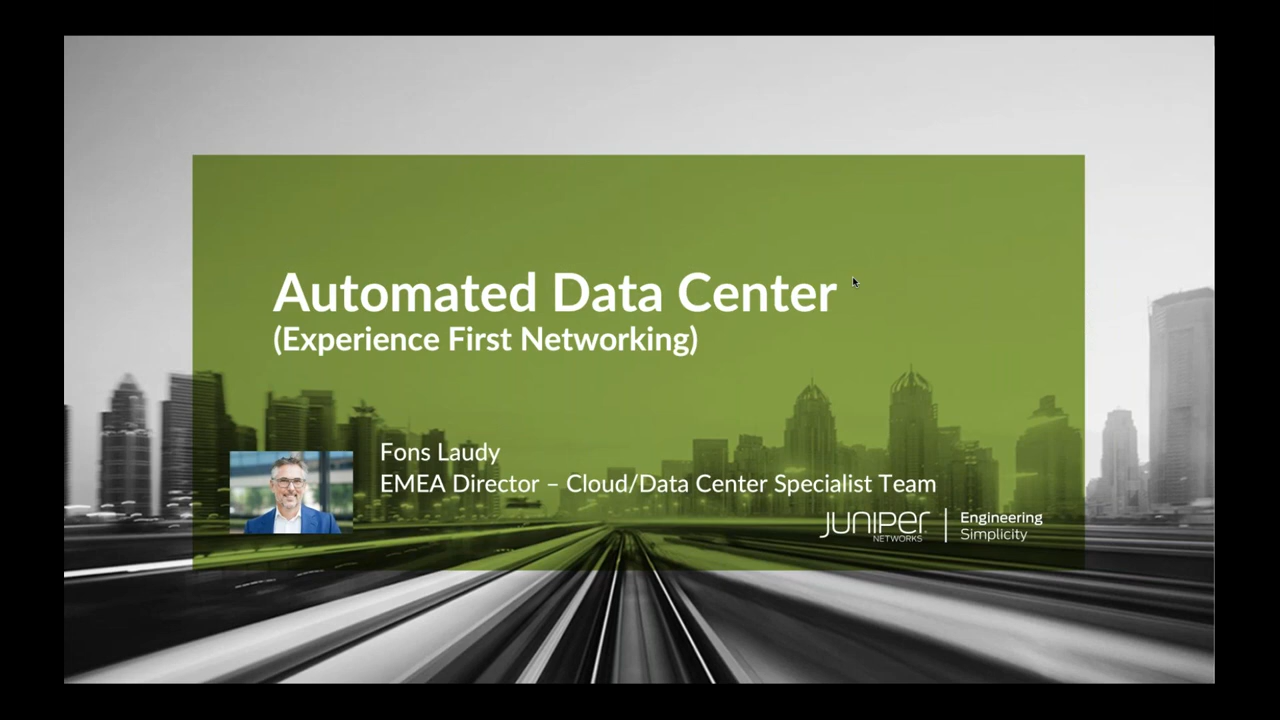 Automated Data Center
(Experience First Networking)
Fons Laudy
EMEA Director – Cloud/Data Center Specialist Team
JUNIPER
NETWORKS
Engineering
Simplicity